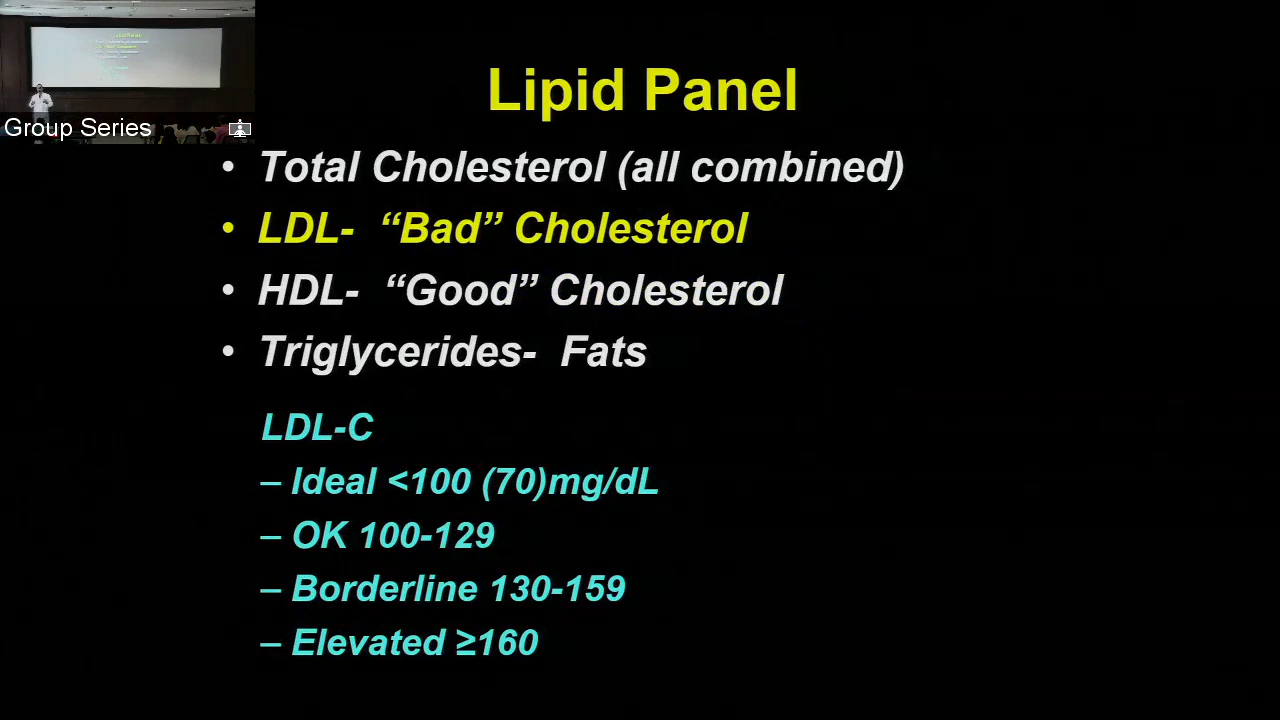 Group Series
Lipid Panel
• Total Cholesterol (all combined)
• LDL- “Bad” Cholesterol
• HDL- “Good” Cholesterol
• Triglycerides- Fats
LDL-C
– Ideal <100 (70)mg/dL
– OK 100-129
– Borderline 130-159
– Elevated ≥160